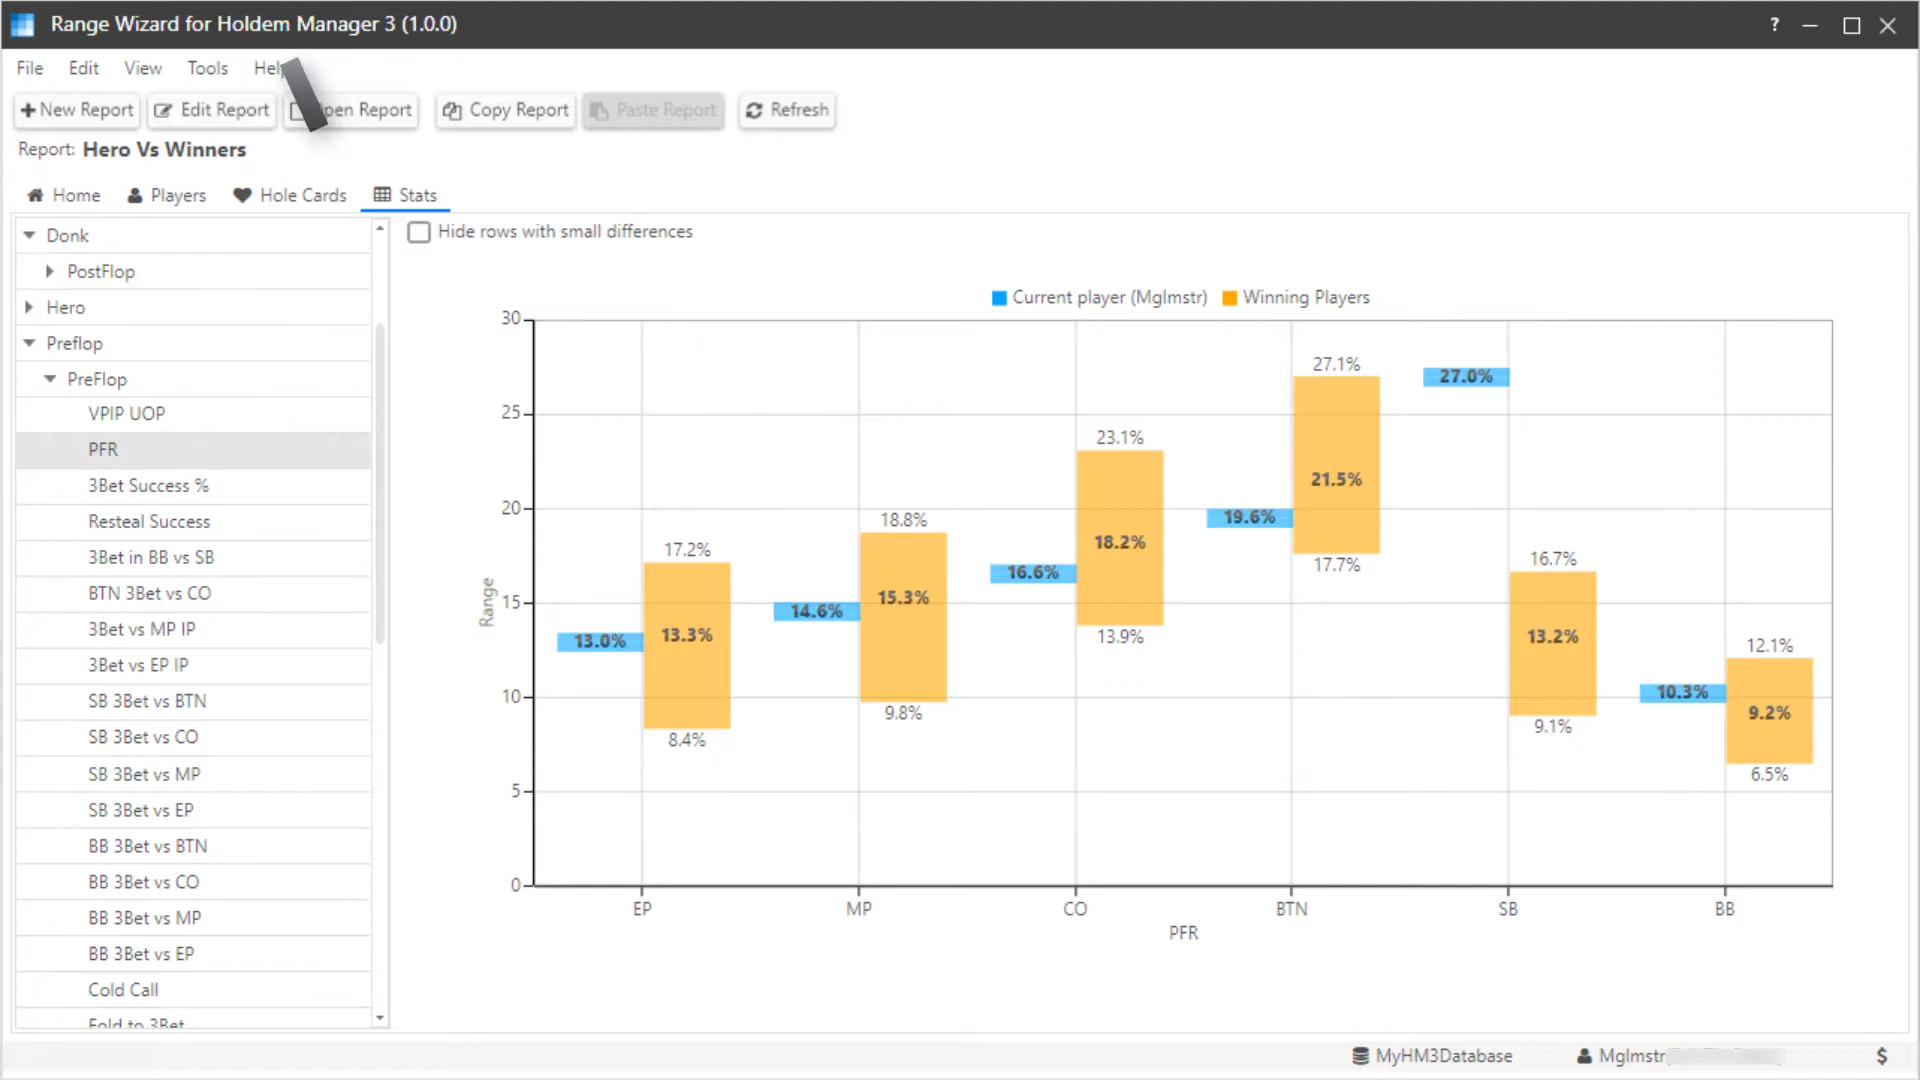 Range Wizard for Holdem Manager 3 (1.0.0)
?
File Edit View Tools
New Report Edit Report Report Copy Report Paste Report Refresh
Report: Hero Vs Winners
Home Players Hole Cards Stats
Donk
PostFlop
Hero
Preflop
PreFlop
VPIP UOP
PFR
3Bet Success %
Resteal Success
3Bet in BB vs SB
BTN 3Bet vs CO
3Bet vs MP IP
3Bet vs EP IP
SB 3Bet vs BTN
SB 3Bet vs CO
SB 3Bet vs MP
SB 3Bet vs EP
BB 3Bet vs BTN
BB 3Bet vs CO
BB 3Bet vs MP
BB 3Bet vs EP
Cold Call
Fold to 3Bet
Hide rows with small differences
Current player (Mglmstr) Winning Players
30
25
20
15
10
5
0
Range
13.0%
17.2%
13.3%
8.4%
14.6%
18.8%
15.3%
9.8%
16.6%
23.1%
18.2%
13.9%
19.6%
27.1%
21.5%
17.7%
27.0%
16.7%
13.2%
9.1%
10.3%
12.1%
9.2%
6.5%
EP MP CO BTN SB BB
PFR
MyHM3Database Mglmstr $